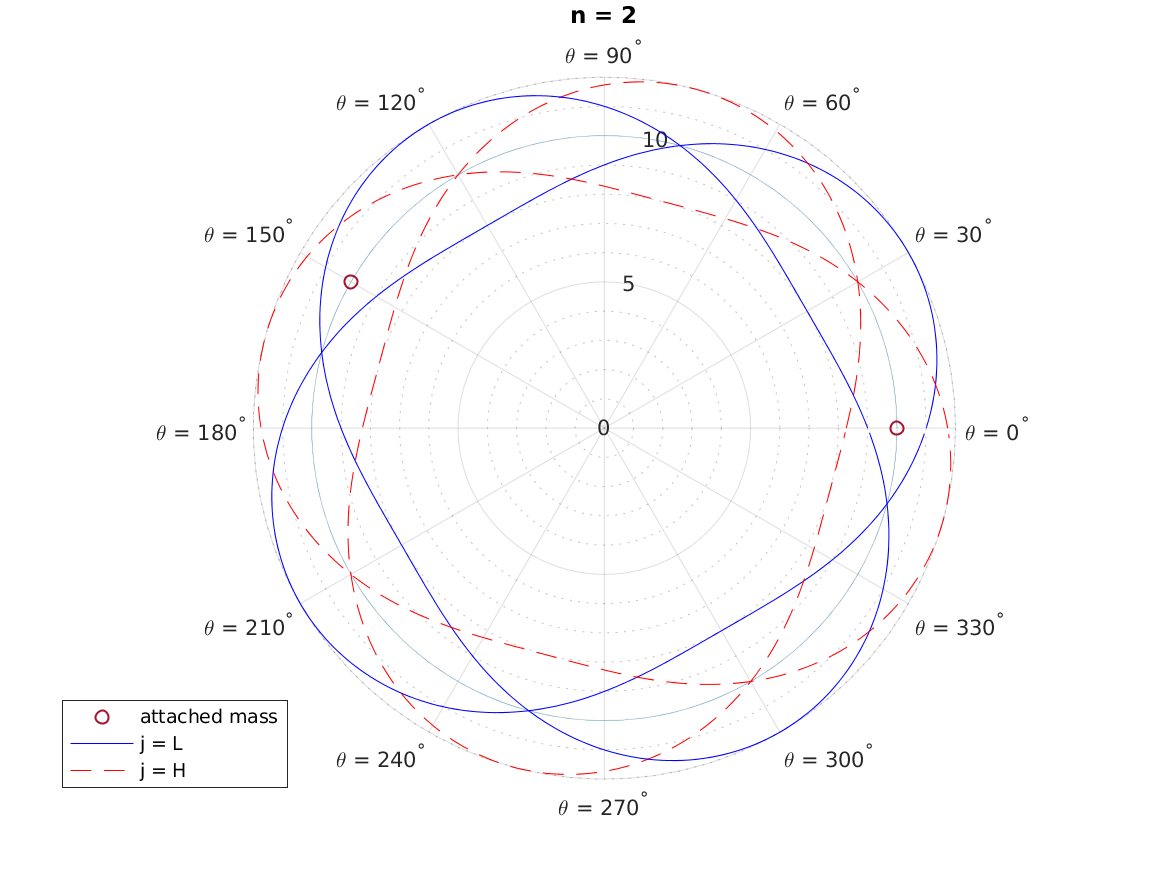 n = 2
θ = 90°
θ = 120°
θ = 60°
10
θ = 150°
θ = 30°
5
θ = 180°
0
θ = 0°
θ = 210°
θ = 330°
attached mass
j = L
j = H
θ = 240°
θ = 300°
θ = 270°